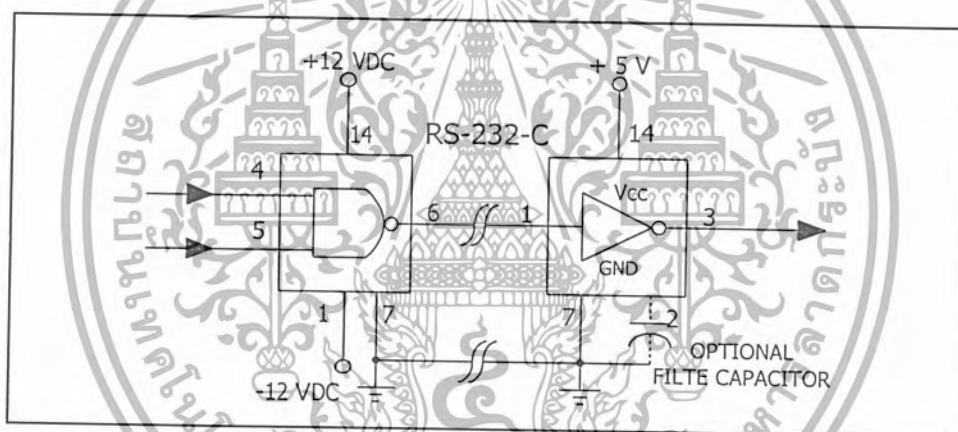 +12 VDC
+ 5 V
14
RS-232-C
14
4
Vcc
6
1
3
5
GND
1
7
7
2
-12 VDC
OPTIONAL
FILTE CAPACITOR